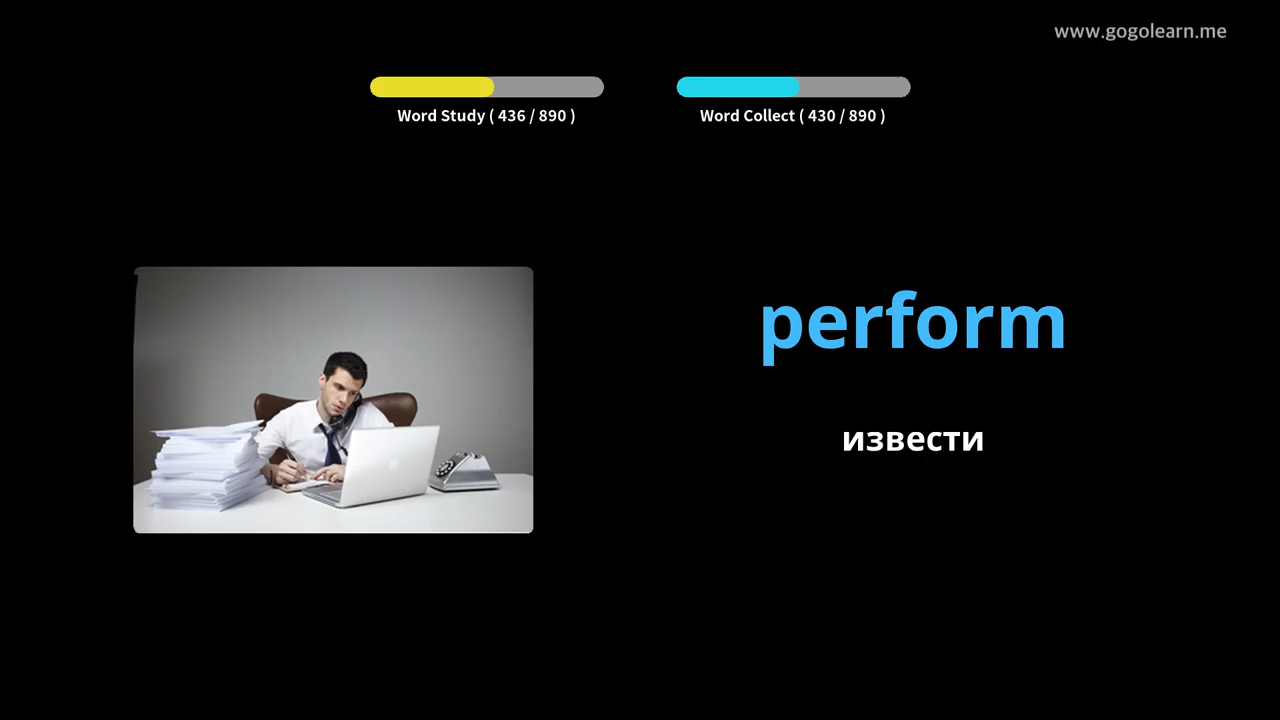 www.gogolearn.me
Word Study ( 436 / 890 )
Word Collect ( 430 / 890 )
perform
извести